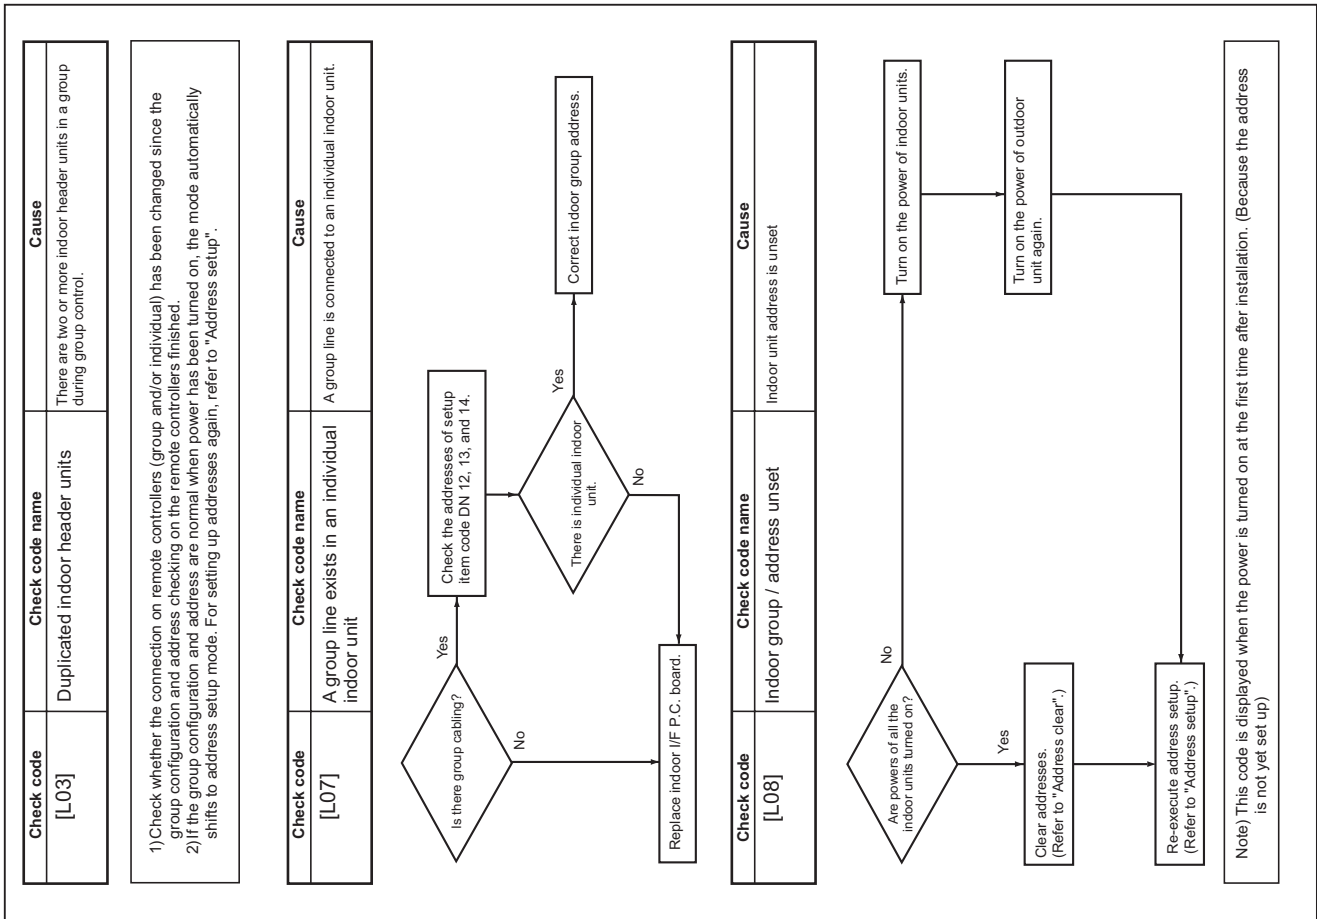 Check code
Check code name
Cause
[L03]
Duplicated indoor header units
There are two or more indoor header units in a group
during group control.
1)Check whether the connection on remote controllers (group and/or individual) has been changed since the
group configuration and address checking on the remote controllers finished.
2)If the group configuration and address are normal when power has been turned on, the mode automatically
shifts to address setup mode. For setting up addresses again, refer to "Address setup".
Check code
Check code name
Cause
[L07]
A group line exists in an individual
indoor unit
A group line is connected to an individual indoor unit.
Is there group cabling?
Yes
No
Check the addresses of setup
item code DN 12, 13, and 14.
There is individual indoor
unit.
Yes
No
Correct indoor group address.
Replace indoor I/F P.C. board.
Check code
Check code name
Cause
[L08]
Indoor group / address unset
Indoor unit address is unset
Are powers of all the
indoor units turned on?
No
Yes
Turn on the power of indoor units.
Turn on the power of outdoor
unit again.
Clear addresses.
(Refer to "Address clear".)
Re-execute address setup.
(Refer to "Address setup".)
Note) This code is displayed when the power is turned on at the first time after installation. (Because the address
is not yet set up)